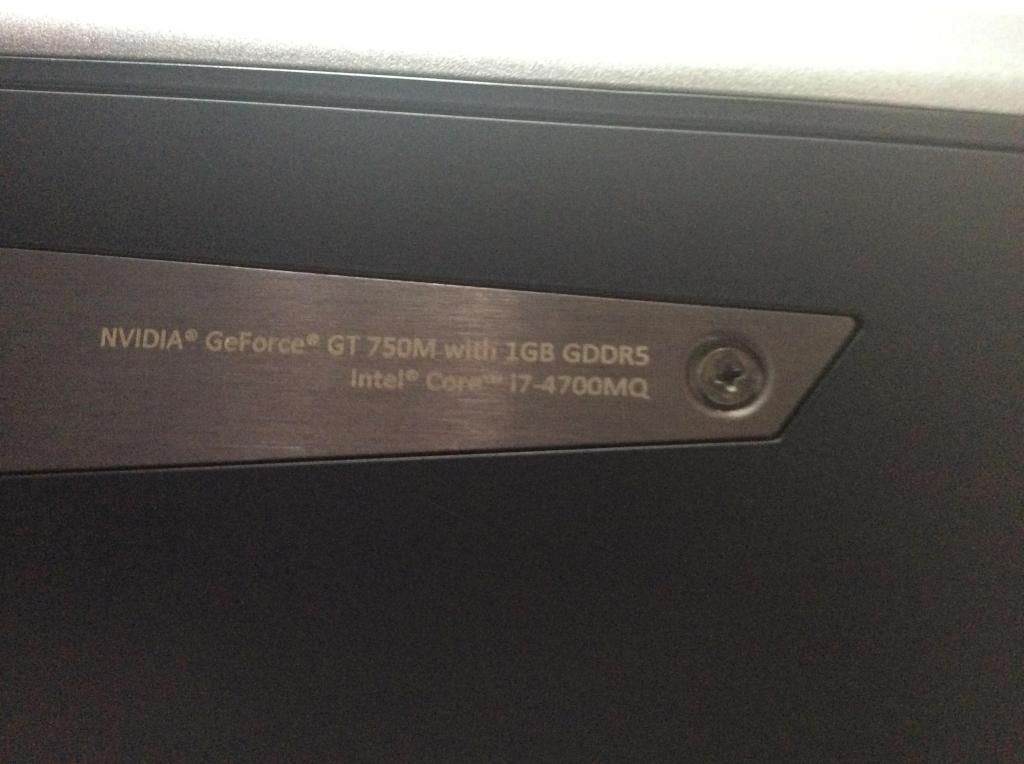 NVIDIA® GeForce® GT 750M with 1GB GDDR5
Intel® Core™ i7-4700MQ